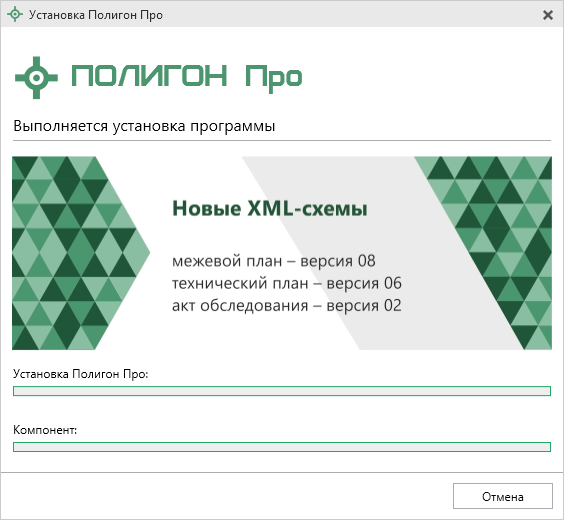 Установка Полигон Про
ПОЛИГОН Про
Выполняется установка программы
Новые XML-схемы
межевой план – версия 08
технический план – версия 06
акт обследования – версия 02
Установка Полигон Про:
Компонент:
Отмена